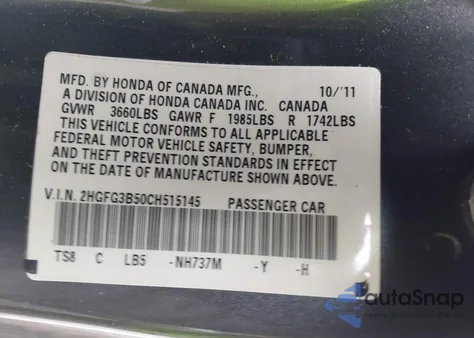 MFD. BY HONDA OF CANADA MFG., 10/'11
A DIVISION OF HONDA CANADA INC. CANADA
GVWR 3660LBS GAWR F 1985LBS R 1742LBS
THIS VEHICLE CONFORMS TO ALL APPLICABLE
FEDERAL MOTOR VEHICLE SAFETY, BUMPER,
AND THEFT PREVENTION STANDARDS IN EFFECT
ON THE DATE OF MANUFACTURE SHOWN ABOVE.
V.I.N. 2HGFG3B50CH515145 PASSENGER CAR
TS8 C LB5 -NH737M -Y -H
autoSnap